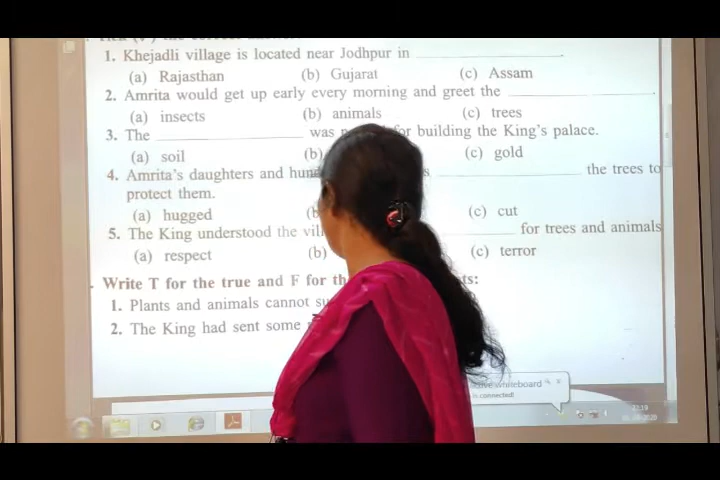 1. Khejadli village is located near Jodhpur in
(a) Rajasthan (b) Gujarat (c) Assam
2. Amrita would get up early every morning and greet the
(a) insects (b) animals (c) trees
3. The was for building the King's palace.
(a) soil (b) (c) gold
4. Amrita's daughters and the trees to
protect them.
(a) hugged (c) cut
5. The King understood the for trees and animals
(a) respect (b) (c) terror
Write T for the true and F for
1. Plants and animals cannot
2. The King had sent some
whiteboard
connected!